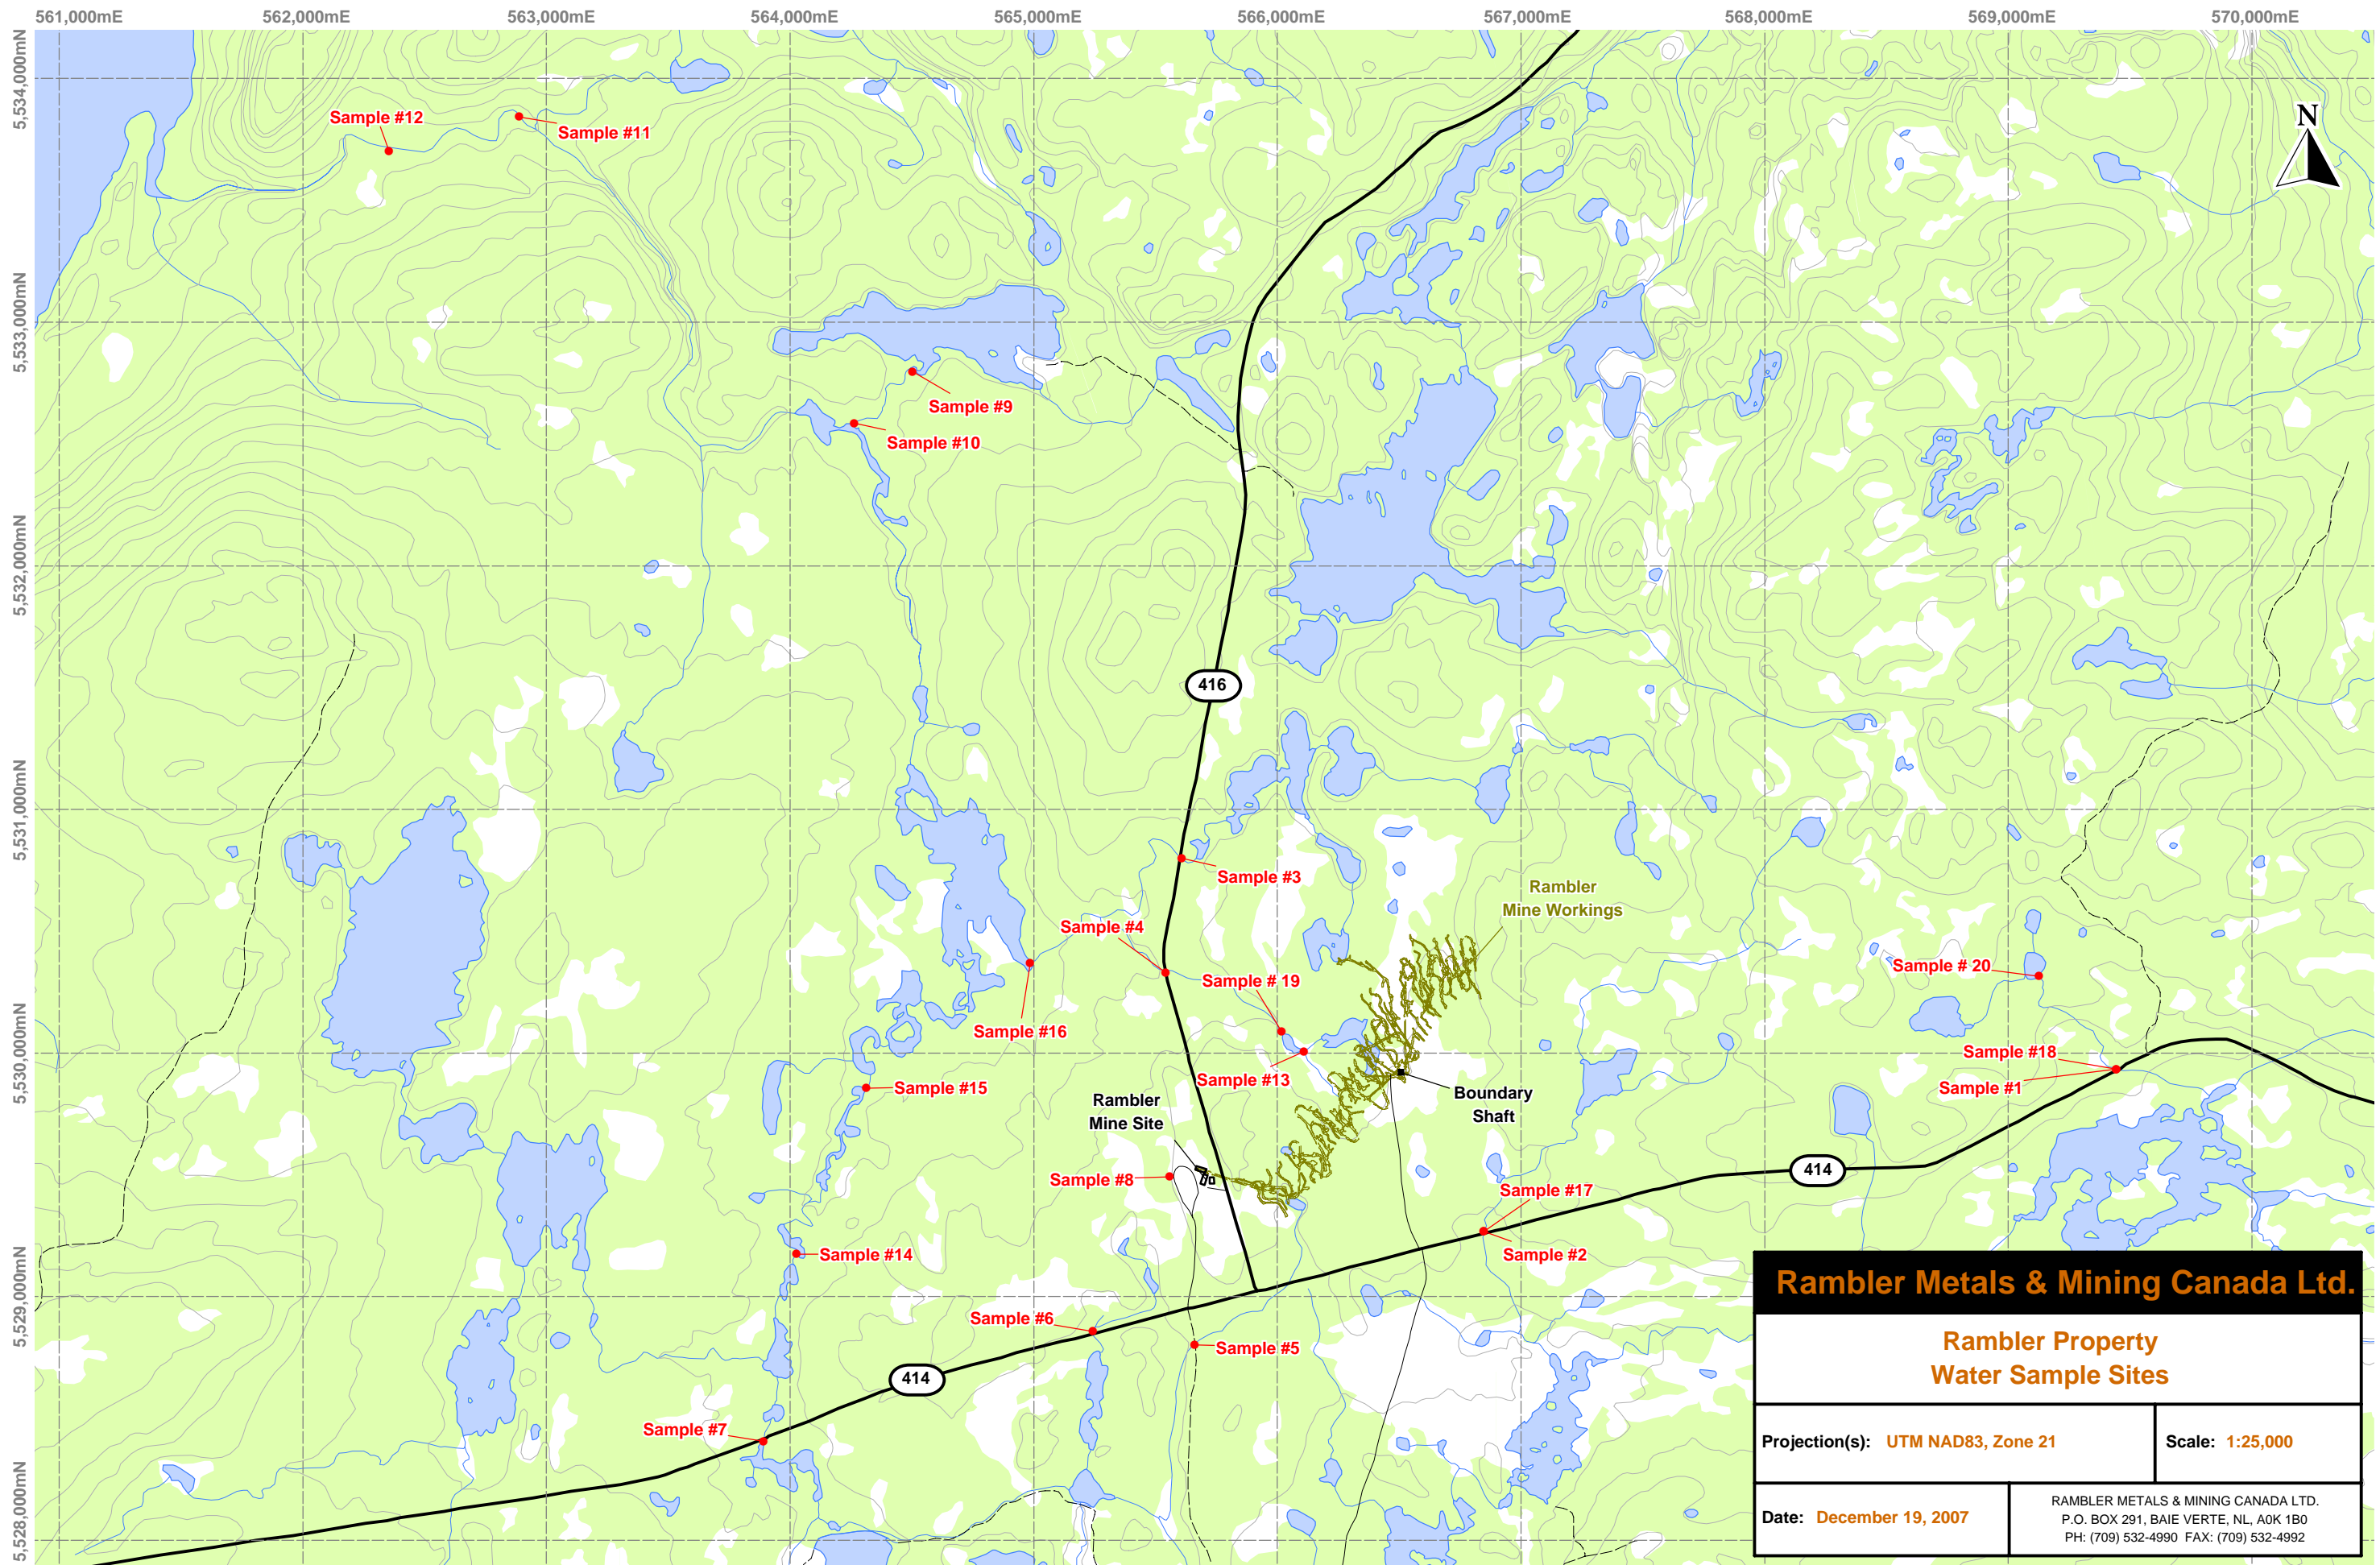 561,000mE 562,000mE 563,000mE 564,000mE 565,000mE 566,000mE 567,000mE 568,000mE 569,000mE 570,000mE
5,534,000mN
5,533,000mN
5,532,000mN
5,531,000mN
5,530,000mN
5,529,000mN
5,528,000mN
N
Sample #12
Sample #11
Sample #9
Sample #10
416
Sample #3
Rambler
Mine Workings
Sample #4
Sample # 20
Sample # 19
Sample #16
Sample #18
Sample #13
Sample #1
Sample #15
Boundary
Shaft
Rambler
Mine Site
414
Sample #8
Sample #17
Sample #14
Sample #2
Sample #6
Sample #5
414
Sample #7
Rambler Metals & Mining Canada Ltd.
Rambler Property
Water Sample Sites
Projection(s): UTM NAD83, Zone 21
Scale: 1:25,000
Date: December 19, 2007
RAMBLER METALS & MINING CANADA LTD.
P.O. BOX 291, BAIE VERTE, NL, A0K 1B0
PH: (709) 532-4990 FAX: (709) 532-4992